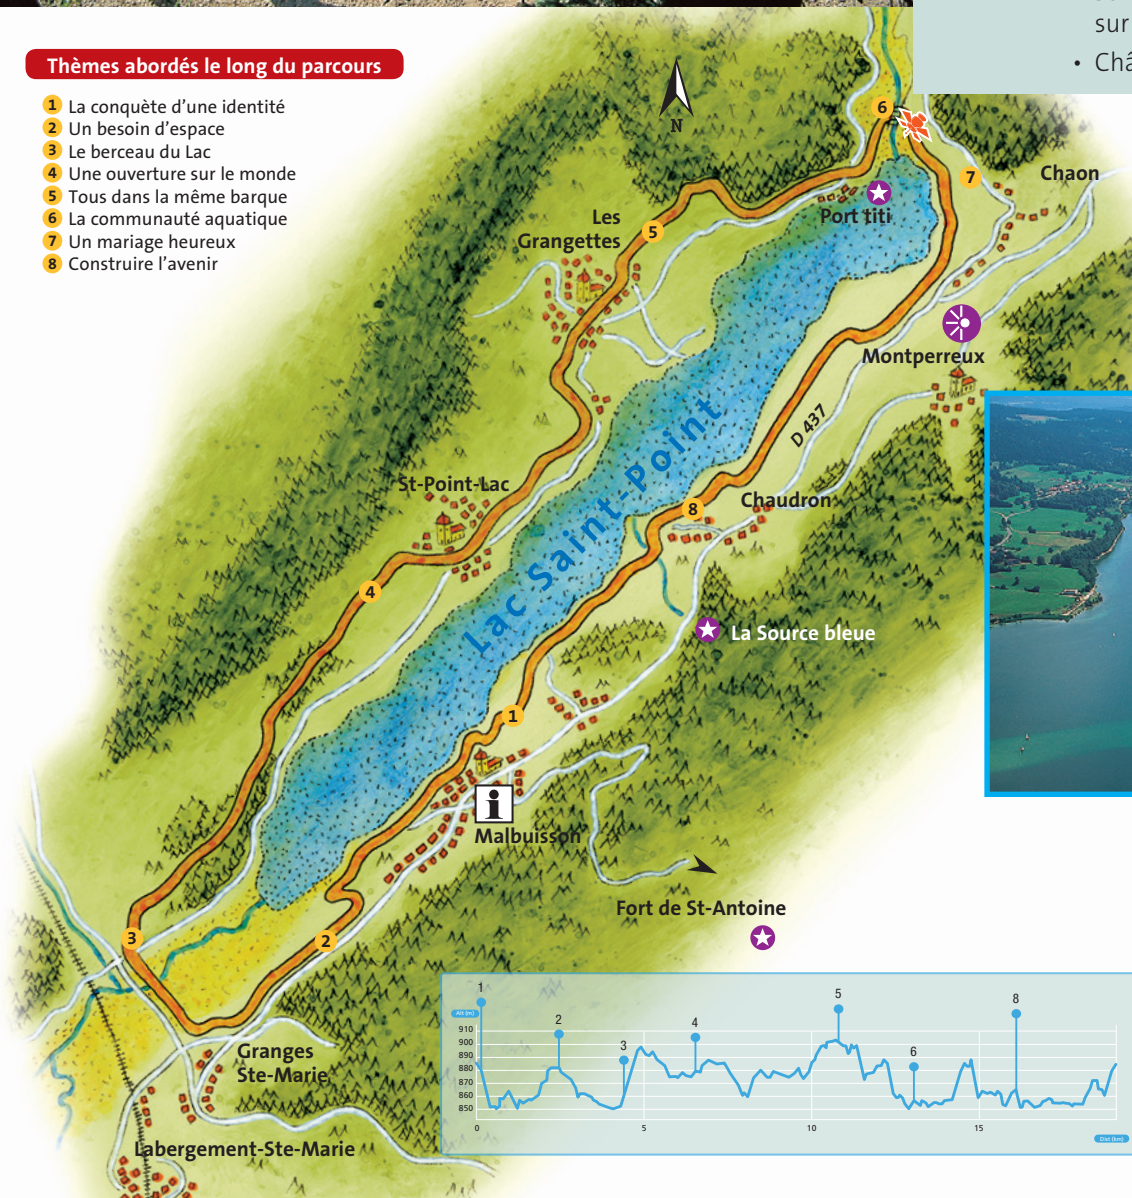 sur
• Châ
Thèmes abordés le long du parcours
1 La conquète d'une identité
2 Un besoin d'espace
3 Le berceau du Lac
4 Une ouverture sur le monde
5 Tous dans la même barque
6 La communauté aquatique
7 Un mariage heureux
8 Construire l'avenir
N
6
7
Chaon
Port titi
Les
Grangettes
5
Montperreux
D 437
St-Point-Lac
Lac Saint-Point
8
Chaudron
4
La Source bleue
1
i
Malbuisson
Fort de St-Antoine
3
2
Granges
Ste-Marie
Labergement-Ste-Marie
1
2
3
4
5
6
8
Alt (m)
910
900
890
880
870
860
850
0
5
10
15
Dist (km)